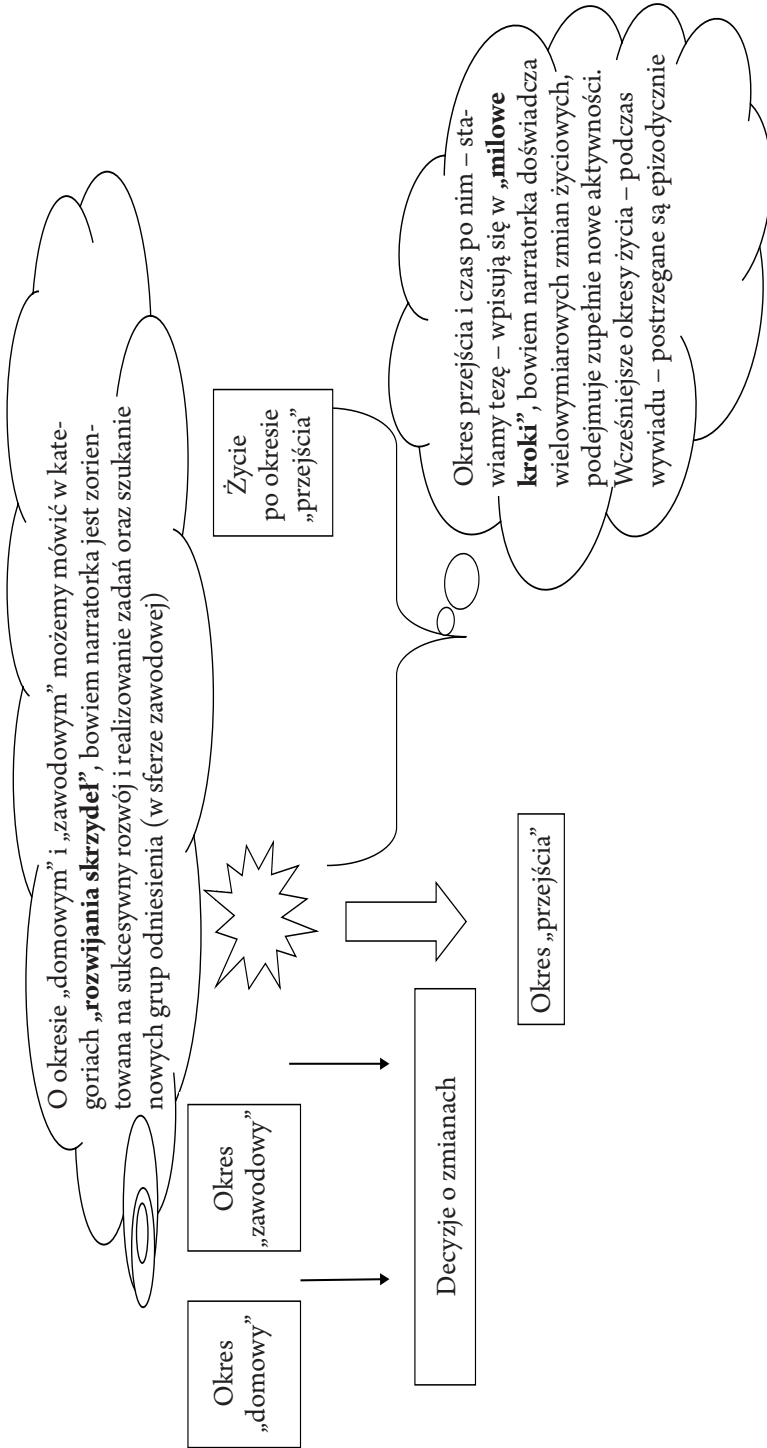 O okresie „domowym” i „zawodowym” możemy mówić w kate-
goriach „rozwijania skrzydeł”, bowiem narratorka jest zorien-
towana na sukcesywny rozwój i realizowanie zadań oraz szukanie
nowych grup odniesienia (w sferze zawodowej)
Okres
„domowy”
Okres
„zawodowy”
Życie
po okresie
„przejścia”
Decyzje o zmianach
Okres „przejścia”
Okres przejścia i czas po nim – sta-
wiamy tezę – wpisują się w „milowe
kroki”, bowiem narratorka doświadcza
wielowymiarowych zmian życiowych,
podejmuje zupełnie nowe aktywności.
Wcześniejsze okresy życia – podczas
wywiadu – postrzegane są epizodycznie